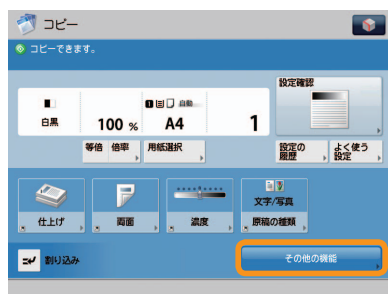 コピー
コピーできます。
設定確認
白黒
100 %
自動
A4
1
等倍
倍率
用紙選択
設定の
履歴
よく使う
設定
仕上げ
両面
濃度
文字/写真
原稿の種類
割り込み
その他の機能